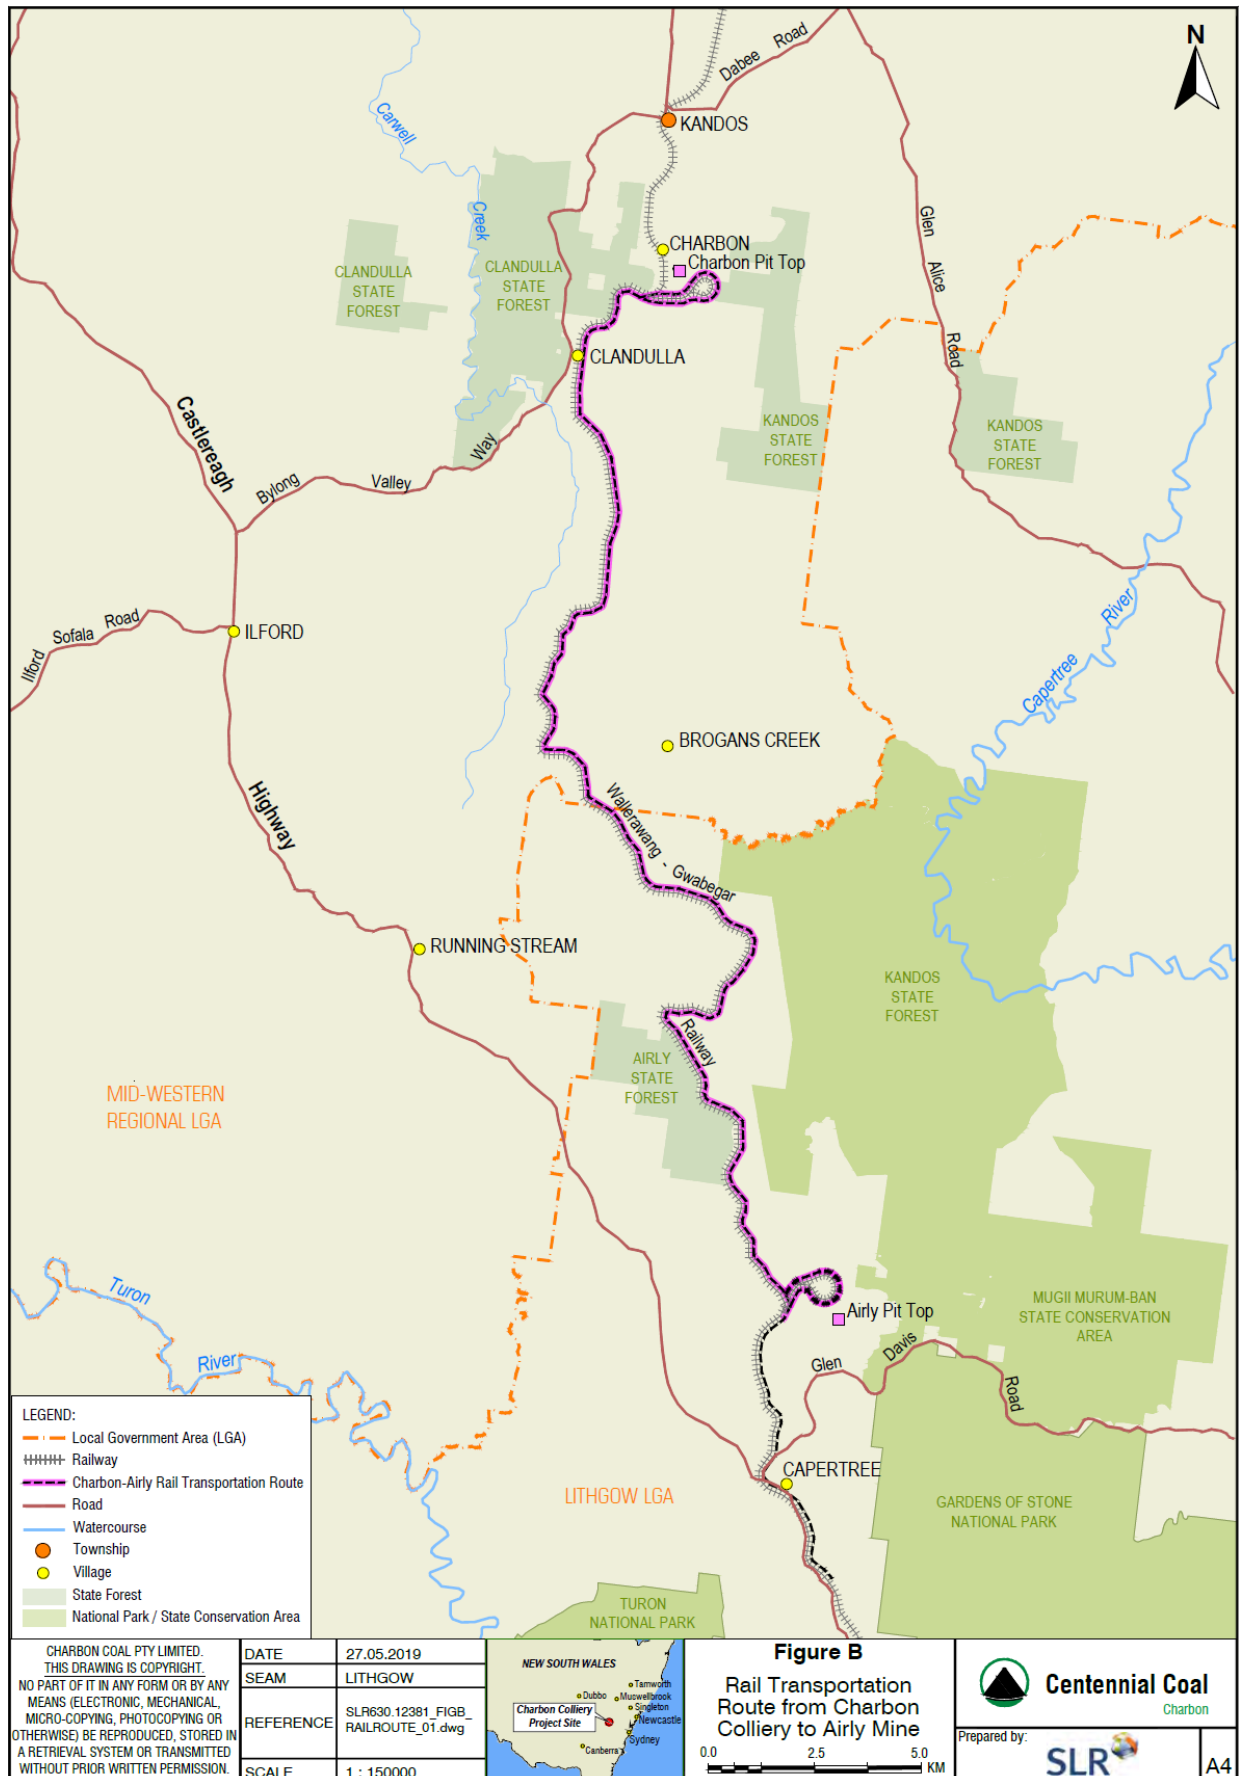 N
Dabee Road
KANDOS
Carwell
Creek
Glen Alice Road
CHARBON
Charbon Pit Top
CLANDULLA
STATE
FOREST
CLANDULLA
STATE
FOREST
CLANDULLA
Castlereagh
KANDOS
STATE
FOREST
KANDOS
STATE
FOREST
Bylong Valley Way
Ilford Sofala Road
ILFORD
Capertree River
BROGANS CREEK
Highway
Wallerawang - Gwabegar
Railway
RUNNING STREAM
KANDOS
STATE
FOREST
AIRLY
STATE
FOREST
MID-WESTERN
REGIONAL LGA
Turon
River
Airly Pit Top
MUGII MURUM-BAN
STATE CONSERVATION
AREA
Glen Davis Road
CAPERTREE
LITHGOW LGA
GARDENS OF STONE
NATIONAL PARK
TURON
NATIONAL PARK
LEGEND:
Local Government Area (LGA)
Railway
Charbon-Airly Rail Transportation Route
Road
Watercourse
Township
Village
State Forest
National Park / State Conservation Area
CHARBON COAL PTY LIMITED.
THIS DRAWING IS COPYRIGHT.
NO PART OF IT IN ANY FORM OR BY ANY
MEANS (ELECTRONIC, MECHANICAL,
MICRO-COPYING, PHOTOCOPYING OR
OTHERWISE) BE REPRODUCED, STORED IN
A RETRIEVAL SYSTEM OR TRANSMITTED
WITHOUT PRIOR WRITTEN PERMISSION.
DATE 27.05.2019
SEAM LITHGOW
REFERENCE SLR630.12381_FIGB_
RAILROUTE_01.dwg
SCALE 1 : 150000
NEW SOUTH WALES
Tamworth
Dubbo
Muswellbrook
Singleton
Newcastle
Charbon Colliery
Project Site
Sydney
Canberra
Figure B
Rail Transportation
Route from Charbon
Colliery to Airly Mine
0.0 2.5 5.0
KM
Centennial Coal
Charbon
Prepared by:
SLR
A4